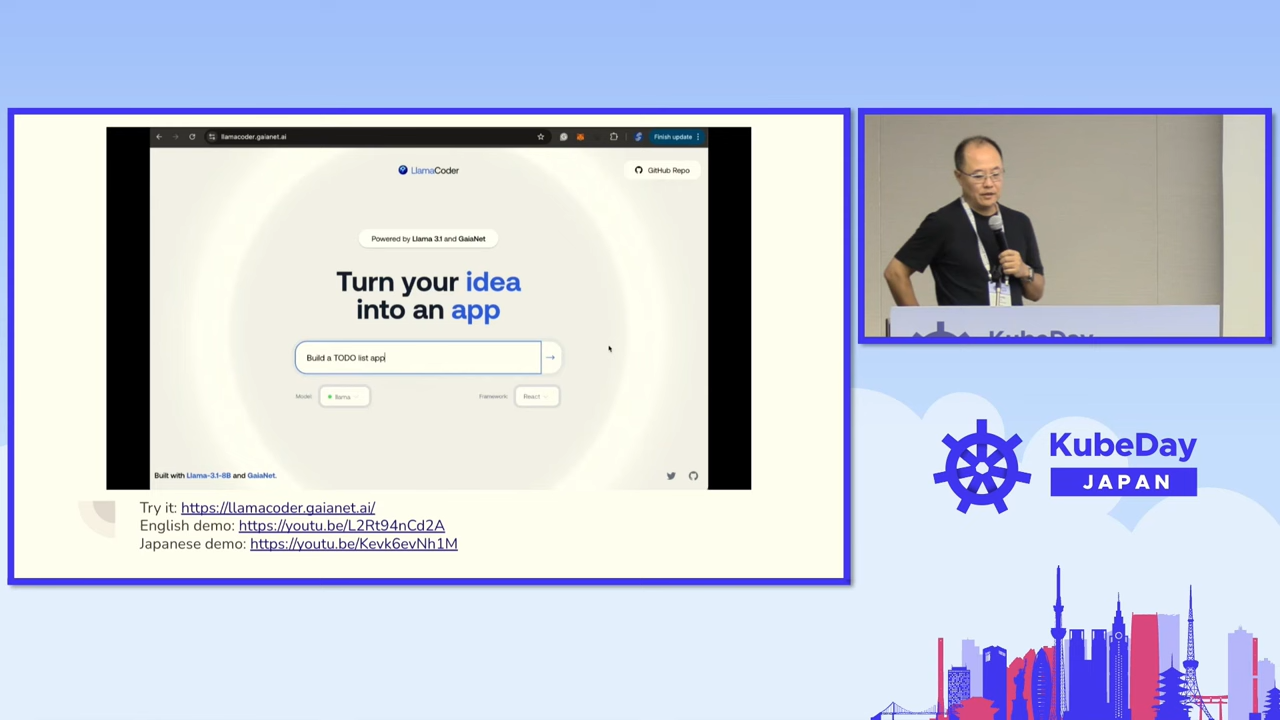 llamacoder.gaianet.ai
Finish update
LlamaCoder
GitHub Repo
Powered by Llama 3.1 and GaiaNet
Turn your idea
into an app
Build a TODO list app
Model: llama
Framework: React
Built with Llama-3.1-8B and GaiaNet.
Try it: https://llamacoder.gaianet.ai/
English demo: https://youtu.be/L2Rt94nCd2A
Japanese demo: https://youtu.be/Kevk6evNh1M
KubeDay
KubeDay
JAPAN